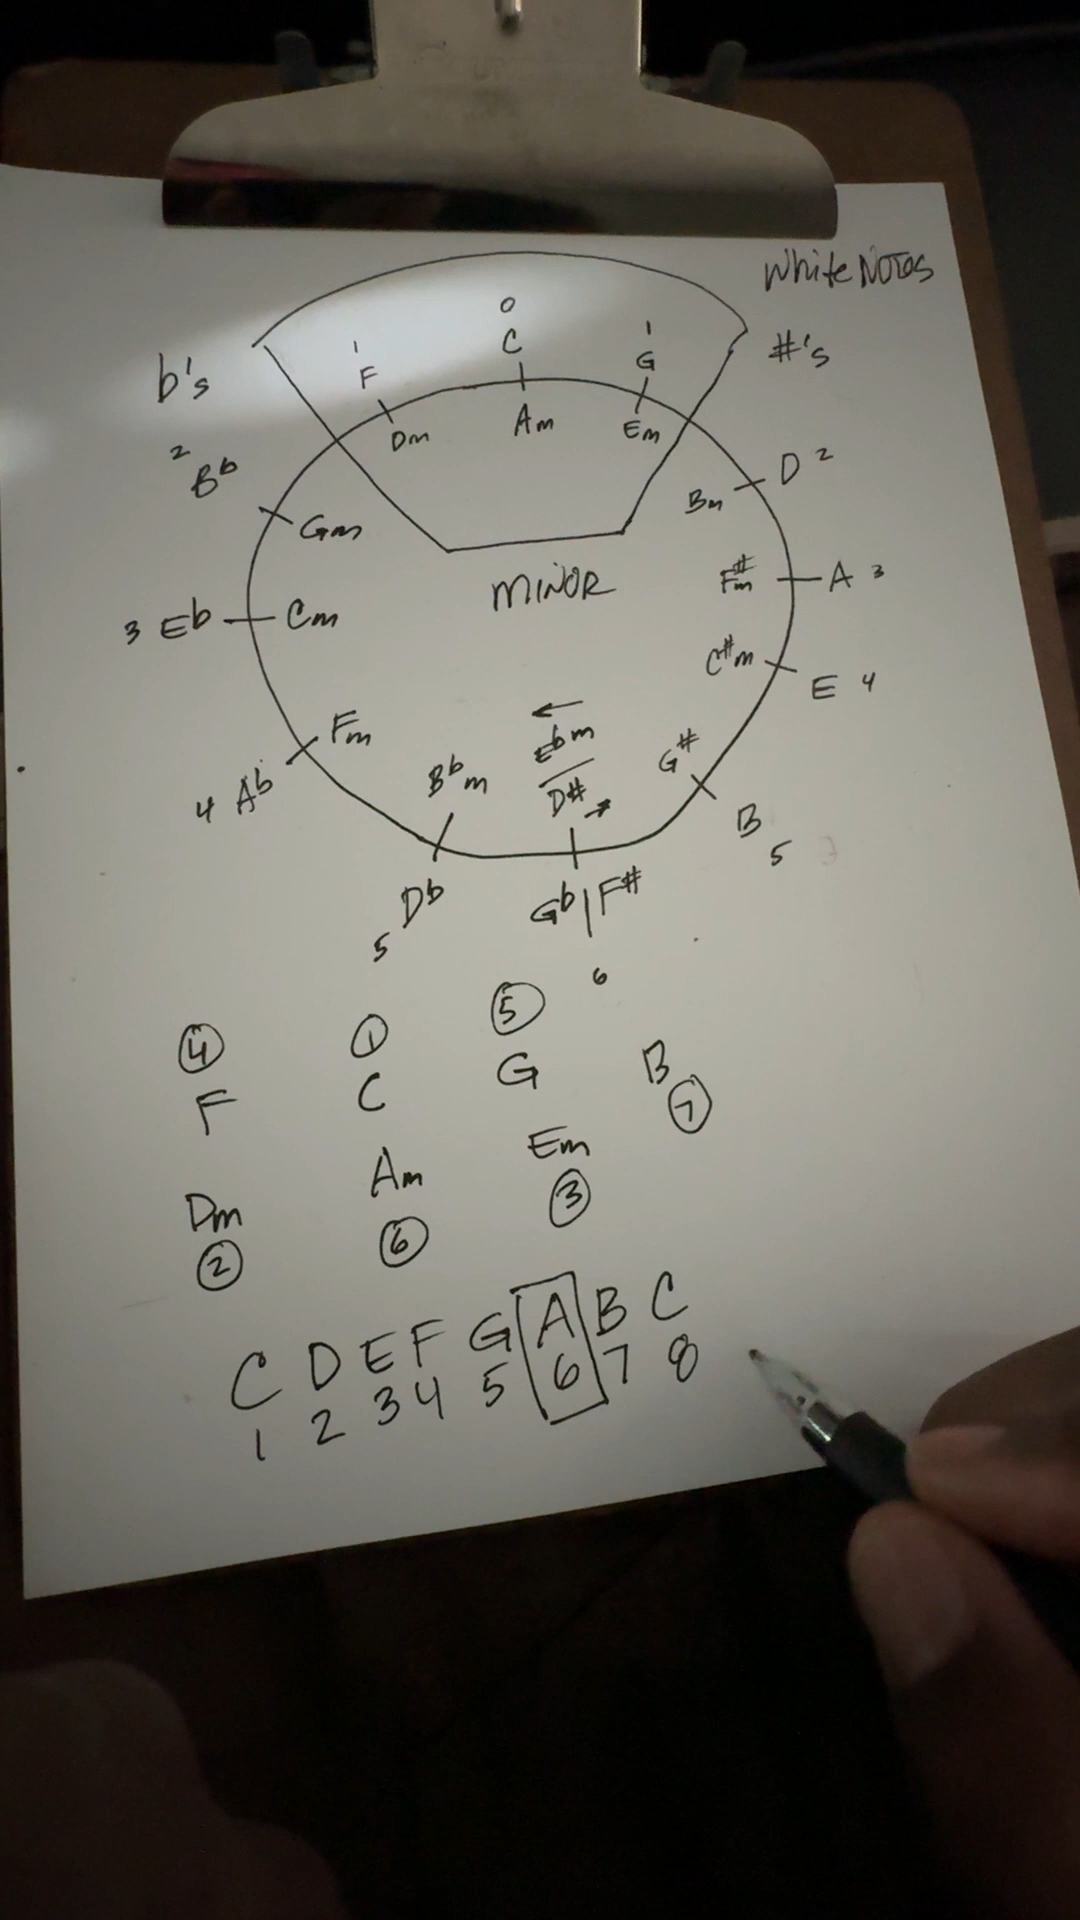 White Notes
b's
#'s
0
1 C 1
F G
Dm Am Em
2 Bb Gm
Bm D 2
3 Eb Cm
MINOR
F#m A 3
C#m E 4
4 Ab Fm
Bbm
←
Ebm
D# →
G#
B
5
Db
5
Gb | F#
6
4 1 5
F C G B
7
Dm Am Em
2 6 3
C D E F G A B C
1 2 3 4 5 6 7 8